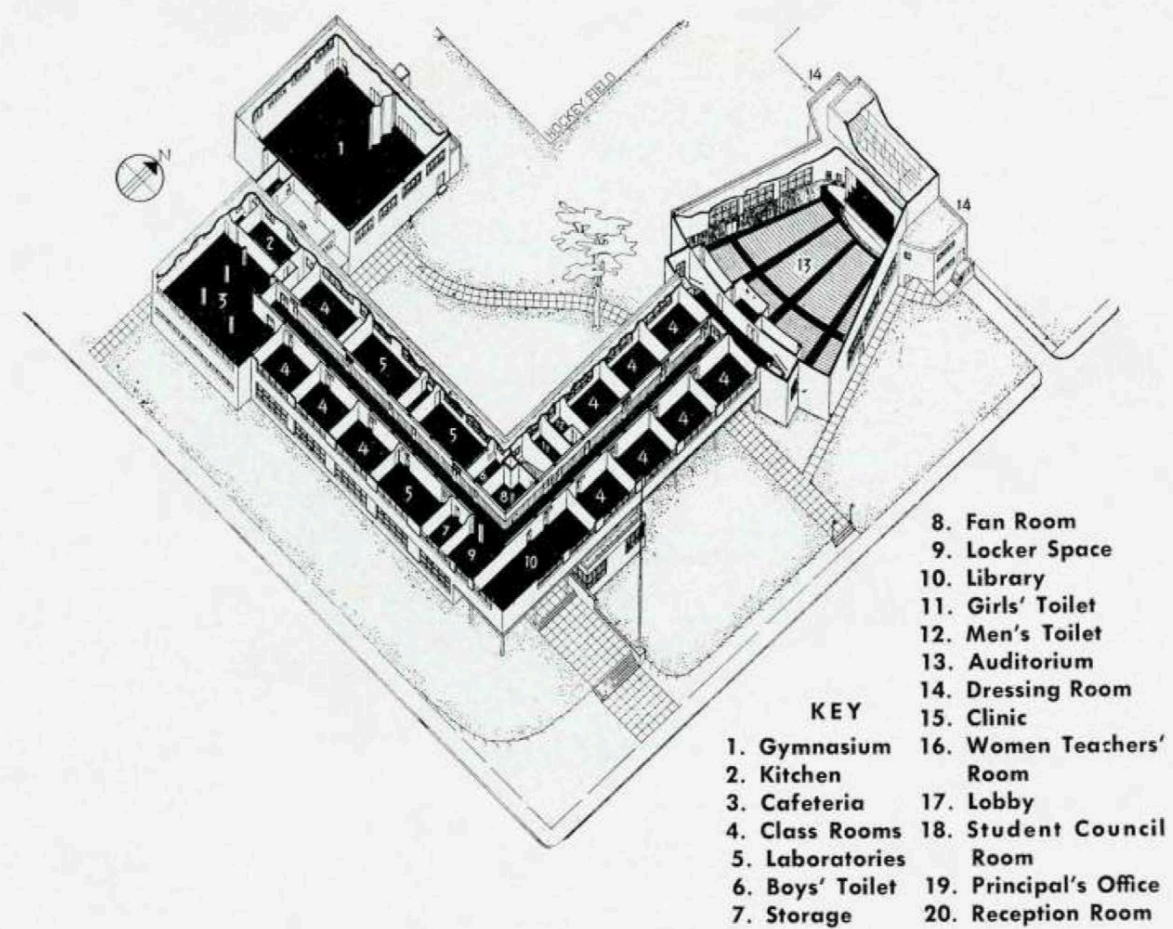 14
HOCKEY FIELD
1
N
14
2
13
3
4
4
5
4
4
4
4
4
5
4
4
4
6
8
4
5
4
7
9
10
8. Fan Room
9. Locker Space
10. Library
11. Girls' Toilet
12. Men's Toilet
13. Auditorium
14. Dressing Room
15. Clinic
16. Women Teachers'
Room
17. Lobby
18. Student Council
Room
19. Principal's Office
20. Reception Room
KEY
1. Gymnasium
2. Kitchen
3. Cafeteria
4. Class Rooms
5. Laboratories
6. Boys' Toilet
7. Storage